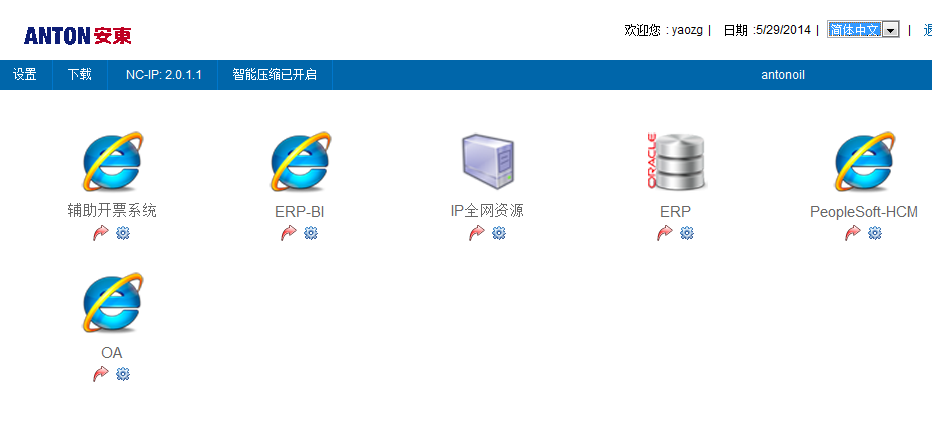 ANTON安東
欢迎您 : yaozg | 日期 :5/29/2014 | 简体中文 |
设置 下载 NC-IP: 2.0.1.1 智能压缩已开启 antonoil
ORACLE
辅助开票系统 ERP-BI IP全网资源 ERP PeopleSoft-HCM
OA